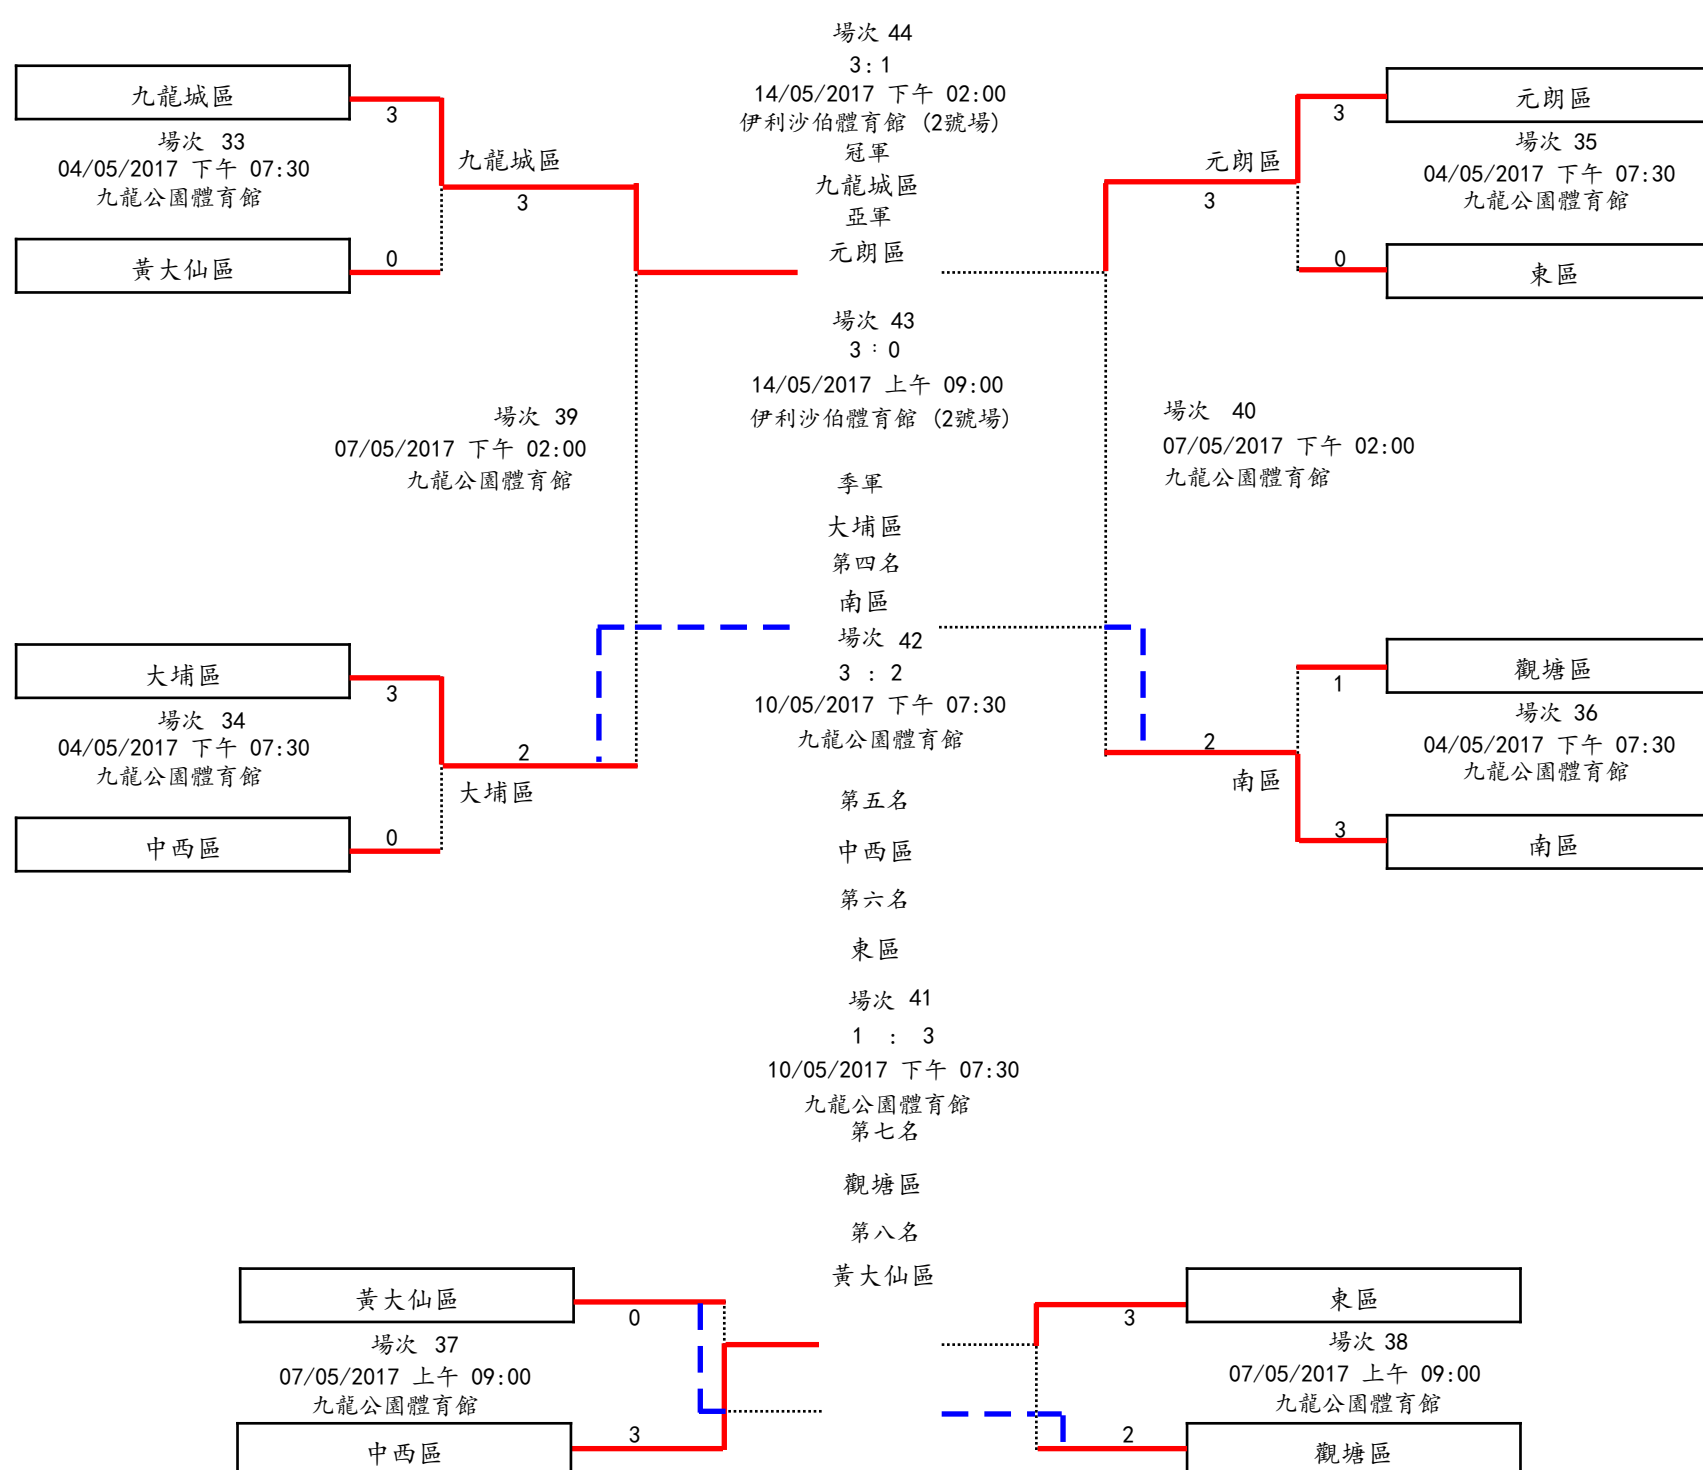 場次 44
3:1
14/05/2017 下午 02:00
伊利沙伯體育館 (2號場)
冠軍
九龍城區
亞軍
元朗區
九龍城區
3
場次 33
04/05/2017 下午 07:30
九龍公園體育館
黃大仙區
0
九龍城區
3
元朗區
3
元朗區
3
場次 35
04/05/2017 下午 07:30
九龍公園體育館
0
東區
場次 43
3:0
14/05/2017 上午 09:00
伊利沙伯體育館 (2號場)
場次 39
07/05/2017 下午 02:00
九龍公園體育館
場次 40
07/05/2017 下午 02:00
九龍公園體育館
季軍
大埔區
第四名
南區
場次 42
3 : 2
10/05/2017 下午 07:30
九龍公園體育館
大埔區
3
場次 34
04/05/2017 下午 07:30
九龍公園體育館
中西區
0
2
大埔區
2
南區
觀塘區
1
場次 36
04/05/2017 下午 07:30
九龍公園體育館
3
南區
第五名
中西區
第六名
東區
場次 41
1 : 3
10/05/2017 下午 07:30
九龍公園體育館
第七名
觀塘區
第八名
黃大仙區
黃大仙區
0
場次 37
07/05/2017 上午 09:00
九龍公園體育館
3
中西區
東區
3
場次 38
07/05/2017 上午 09:00
九龍公園體育館
2
觀塘區